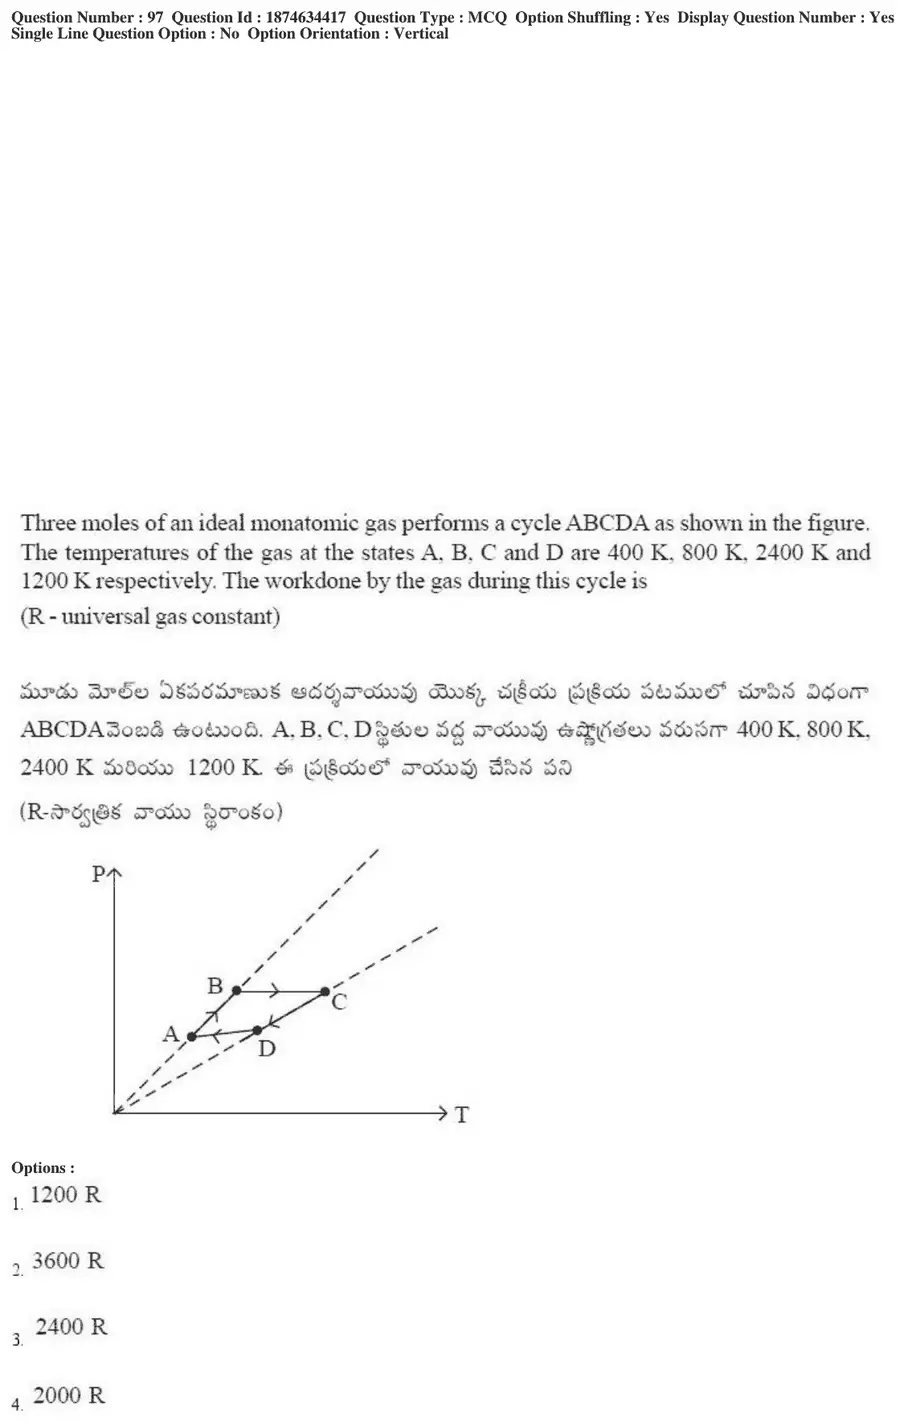 Question Number : 97 Question Id : 1874634417 Question Type : MCQ Option Shuffling : Yes Display Question Number : Yes
Single Line Question Option : No Option Orientation : Vertical
Three moles of an ideal monatomic gas performs a cycle ABCDA as shown in the figure.
The temperatures of the gas at the states A, B, C and D are 400 K, 800 K, 2400 K and
1200 K respectively. The workdone by the gas during this cycle is
(R - universal gas constant)
మూడు మోల్‌ల ఏకపరమాణుక ఆదర్శవాయువు యొక్క చక్రీయ ప్రక్రియ పటములో చూపిన విధంగా
ABCDA వెంబడి ఉంటుంది. A, B, C, D స్థితుల వద్ద వాయువు ఉష్ణోగ్రతలు వరుసగా 400 K, 800 K,
2400 K మరియు 1200 K. ఈ ప్రక్రియలో వాయువు చేసిన పని
(R-సార్వత్రిక వాయు స్థిరాంకం)
P
B
C
A
D
T
Options :
1. 1200 R
2. 3600 R
3. 2400 R
4. 2000 R